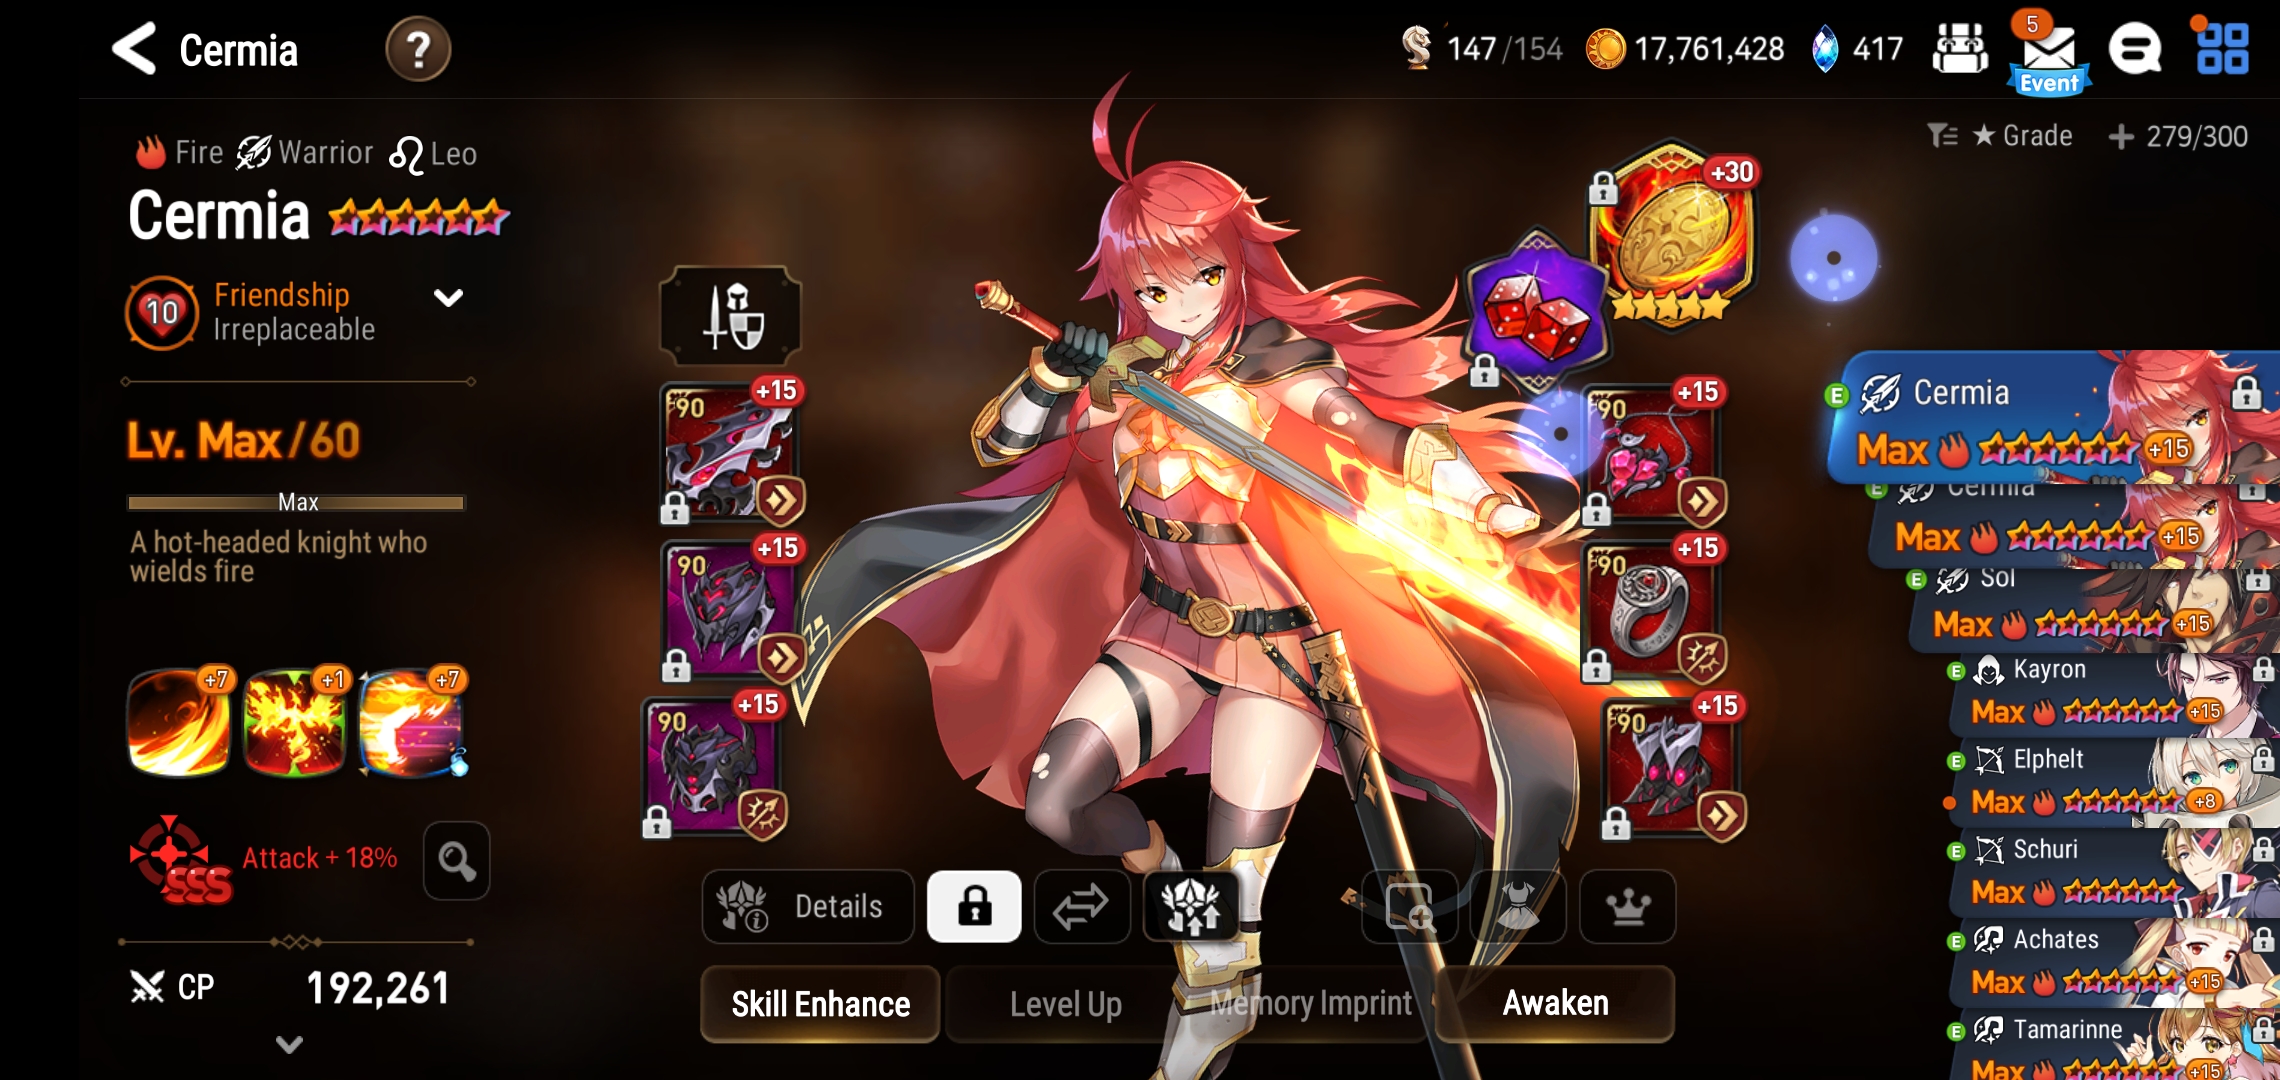 Cermia
?
147/154
17,761,428
417
5
Event
Fire Warrior Leo
Cermia
10
Friendship
Irreplaceable
Lv. Max/60
Max
A hot-headed knight who
wields fire
+7
+1
+7
SSS
Attack + 18%
CP 192,261
90 +15
90 +15
90 +15
+30
90 +15
90 +15
90 +15
Details
Skill Enhance
Level Up
Memory Imprint
Awaken
★ Grade
279/300
E Cermia
Max +15
E Cermia
Max +15
E Sol
Max +15
E Kayron
Max +15
E Elphelt
Max +8
E Schuri
Max
E Achates
Max +15
E Tamarinne
Max +15